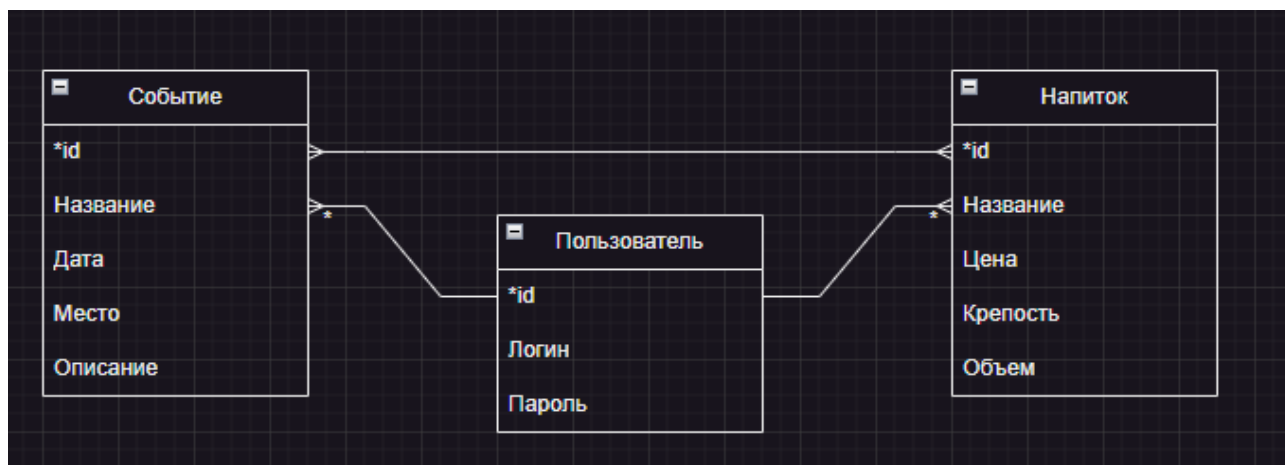 Событие
*id
Название
Дата
Место
Описание
*
Пользователь
*id
Логин
Пароль
*
Напиток
*id
Название
Цена
Крепость
Объем